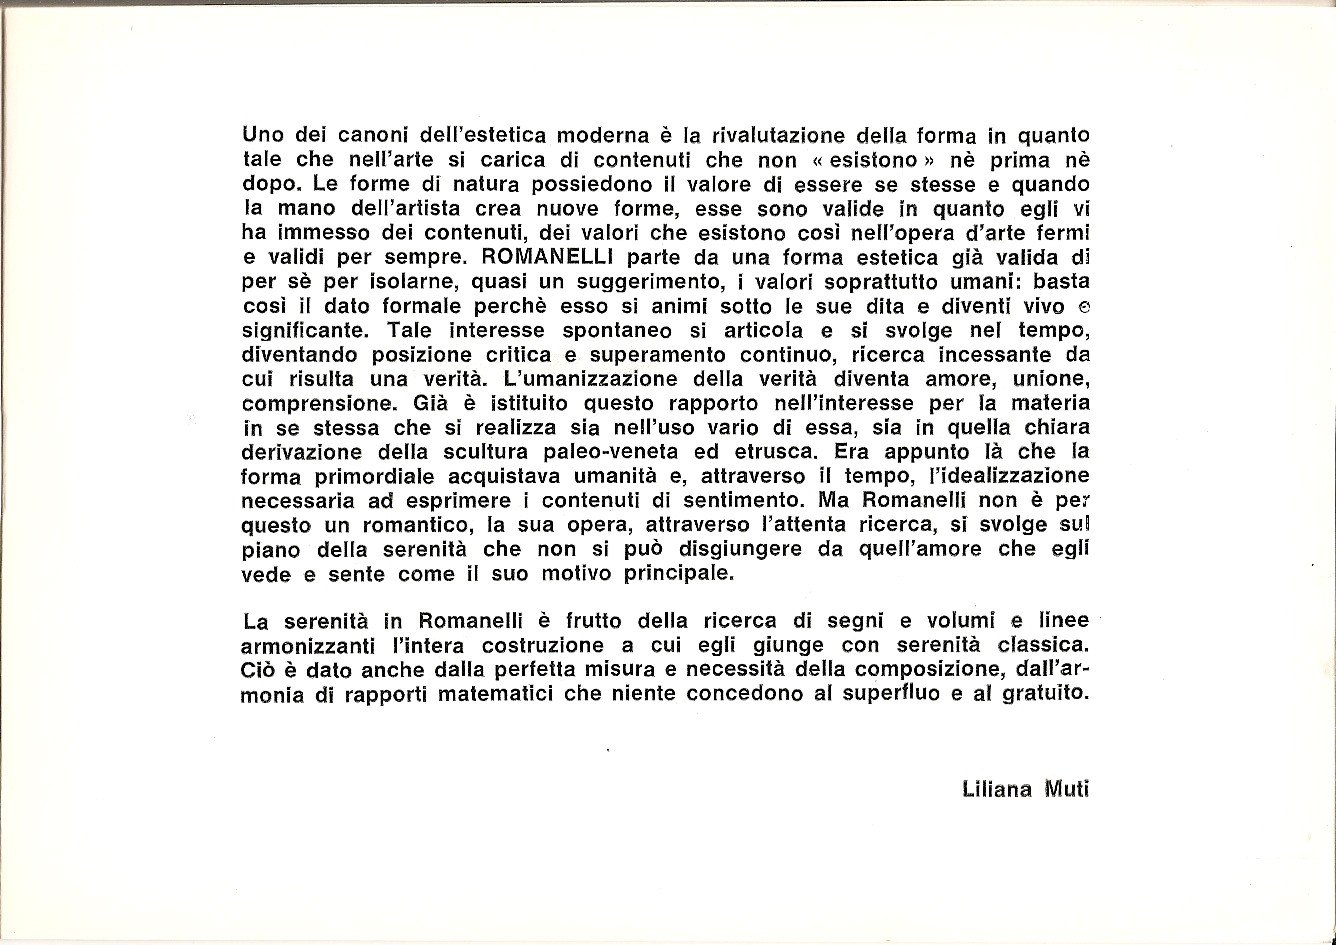 Uno dei canoni dell'estetica moderna è la rivalutazione della forma in quanto
tale che nell'arte si carica di contenuti che non « esistono » nè prima nè
dopo. Le forme di natura possiedono il valore di essere se stesse e quando
la mano dell'artista crea nuove forme, esse sono valide in quanto egli vi
ha immesso dei contenuti, dei valori che esistono così nell'opera d'arte fermi
e validi per sempre. ROMANELLI parte da una forma estetica già valida di
per sè per isolarne, quasi un suggerimento, i valori soprattutto umani: basta
così il dato formale perchè esso si animi sotto le sue dita e diventi vivo e
significante. Tale interesse spontaneo si articola e si svolge nel tempo,
diventando posizione critica e superamento continuo, ricerca incessante da
cui risulta una verità. L'umanizzazione della verità diventa amore, unione,
comprensione. Già è istituito questo rapporto nell'interesse per la materia
in se stessa che si realizza sia nell'uso vario di essa, sia in quella chiara
derivazione della scultura paleo-veneta ed etrusca. Era appunto là che la
forma primordiale acquistava umanità e, attraverso il tempo, l'idealizzazione
necessaria ad esprimere i contenuti di sentimento. Ma Romanelli non è per
questo un romantico, la sua opera, attraverso l'attenta ricerca, si svolge sul
piano della serenità che non si può disgiungere da quell'amore che egli
vede e sente come il suo motivo principale.
La serenità in Romanelli è frutto della ricerca di segni e volumi e linee
armonizzanti l'intera costruzione a cui egli giunge con serenità classica.
Ciò è dato anche dalla perfetta misura e necessità della composizione, dall'ar-
monia di rapporti matematici che niente concedono al superfluo e al gratuito.
Liliana Muti